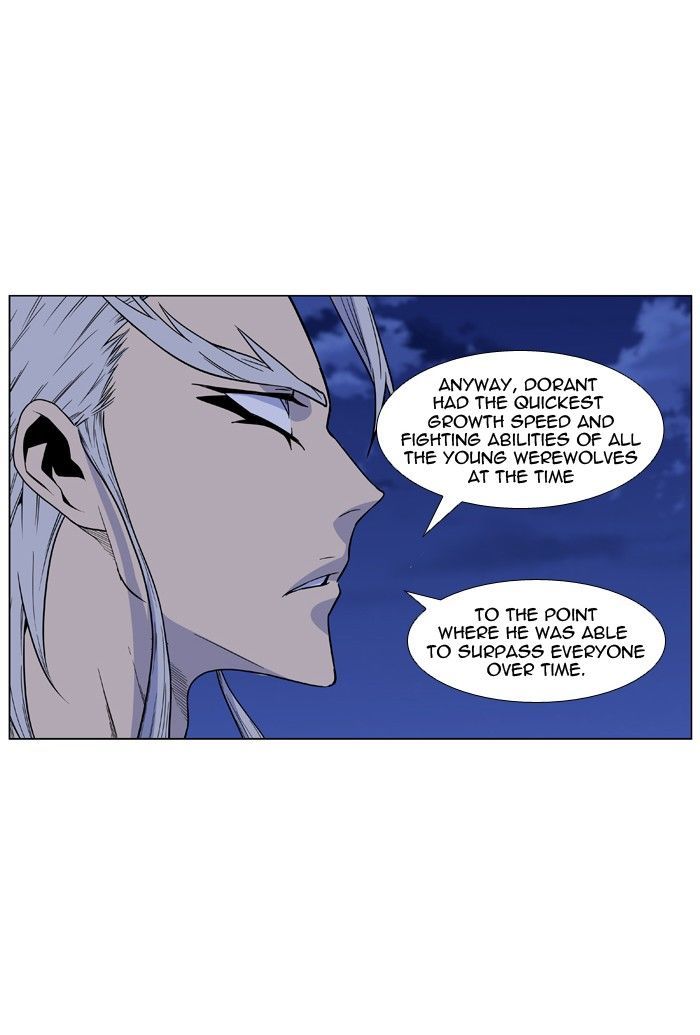 ANYWAY, DORANT
HAD THE QUICKEST
GROWTH SPEED AND
FIGHTING ABILITIES OF ALL
THE YOUNG WEREWOLVES
AT THE TIME
TO THE POINT
WHERE HE WAS ABLE
TO SURPASS EVERYONE
OVER TIME.